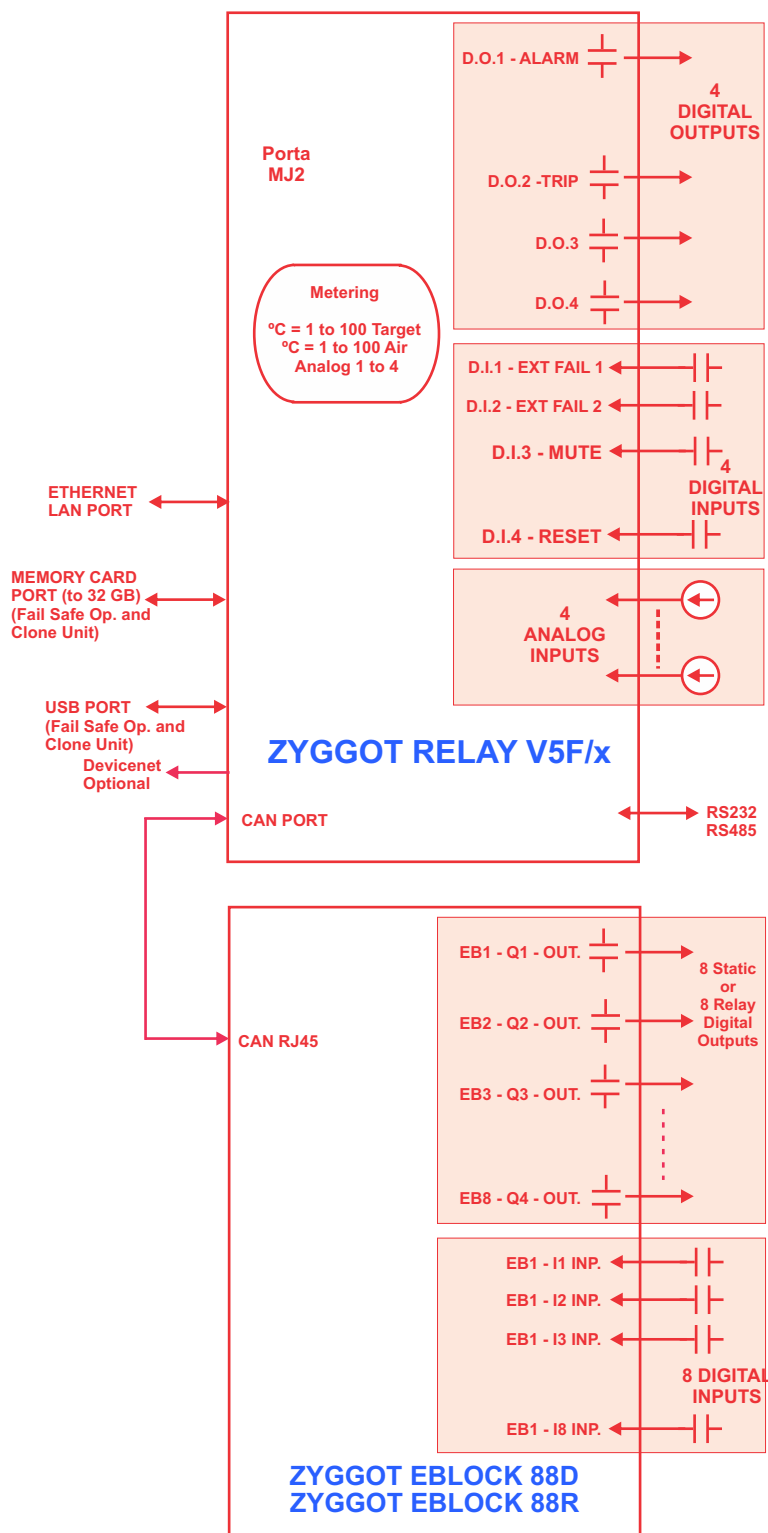 D.O.1 - ALARM
4
DIGITAL
OUTPUTS
Porta
MJ2
D.O.2 -TRIP
D.O.3
D.O.4
Metering
ºC = 1 to 100 Target
ºC = 1 to 100 Air
Analog 1 to 4
D.I.1 - EXT FAIL 1
D.I.2 - EXT FAIL 2
D.I.3 - MUTE
4
DIGITAL
INPUTS
D.I.4 - RESET
ETHERNET
LAN PORT
MEMORY CARD
PORT (to 32 GB)
(Fail Safe Op. and
Clone Unit)
4
ANALOG
INPUTS
USB PORT
(Fail Safe Op. and
Clone Unit)
Devicenet
Optional
ZYGGOT RELAY V5F/x
CAN PORT
RS232
RS485
EB1 - Q1 - OUT.
8 Static
or
8 Relay
Digital
Outputs
EB2 - Q2 - OUT.
CAN RJ45
EB3 - Q3 - OUT.
EB8 - Q4 - OUT.
EB1 - I1 INP.
EB1 - I2 INP.
EB1 - I3 INP.
8 DIGITAL
INPUTS
EB1 - I8 INP.
ZYGGOT EBLOCK 88D
ZYGGOT EBLOCK 88R